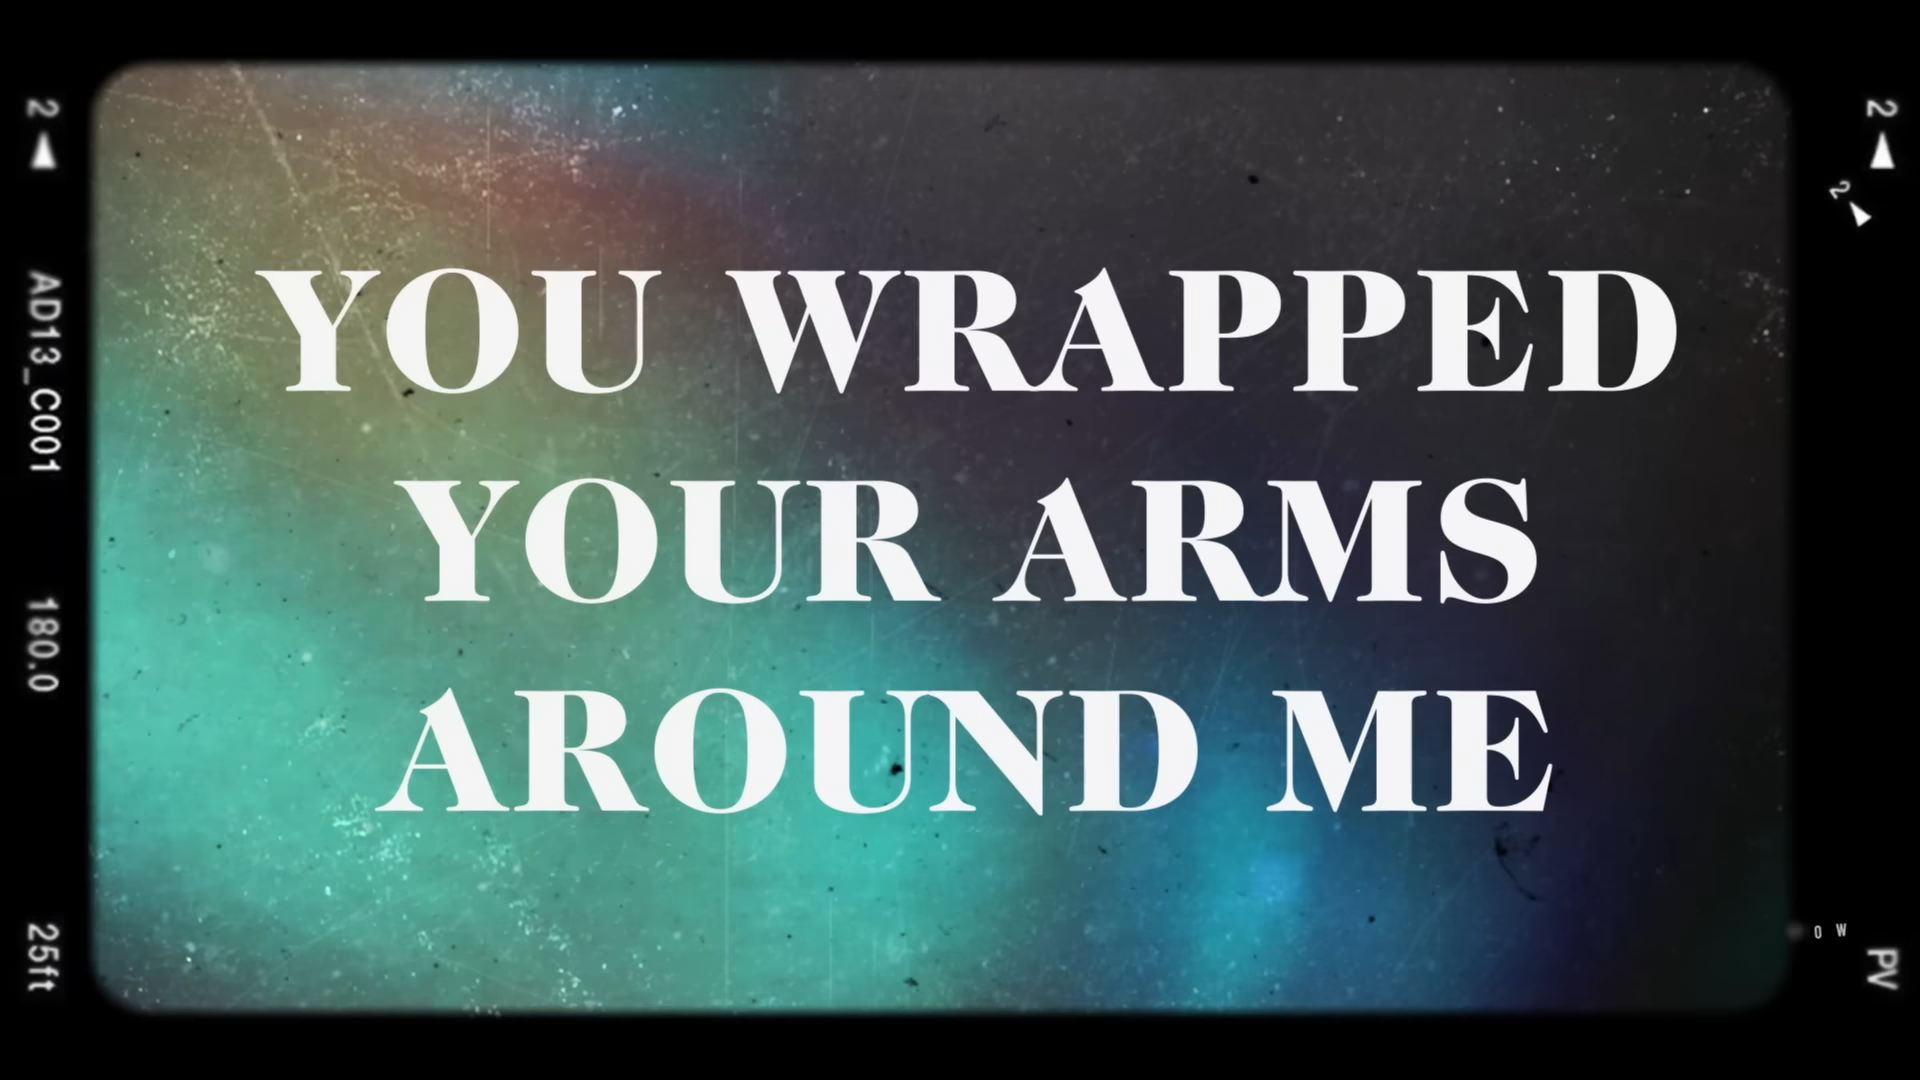 YOU WRAPPED
YOUR ARMS
AROUND ME
2
AD13_C001
180.0
25ft
2
2
O W
PV